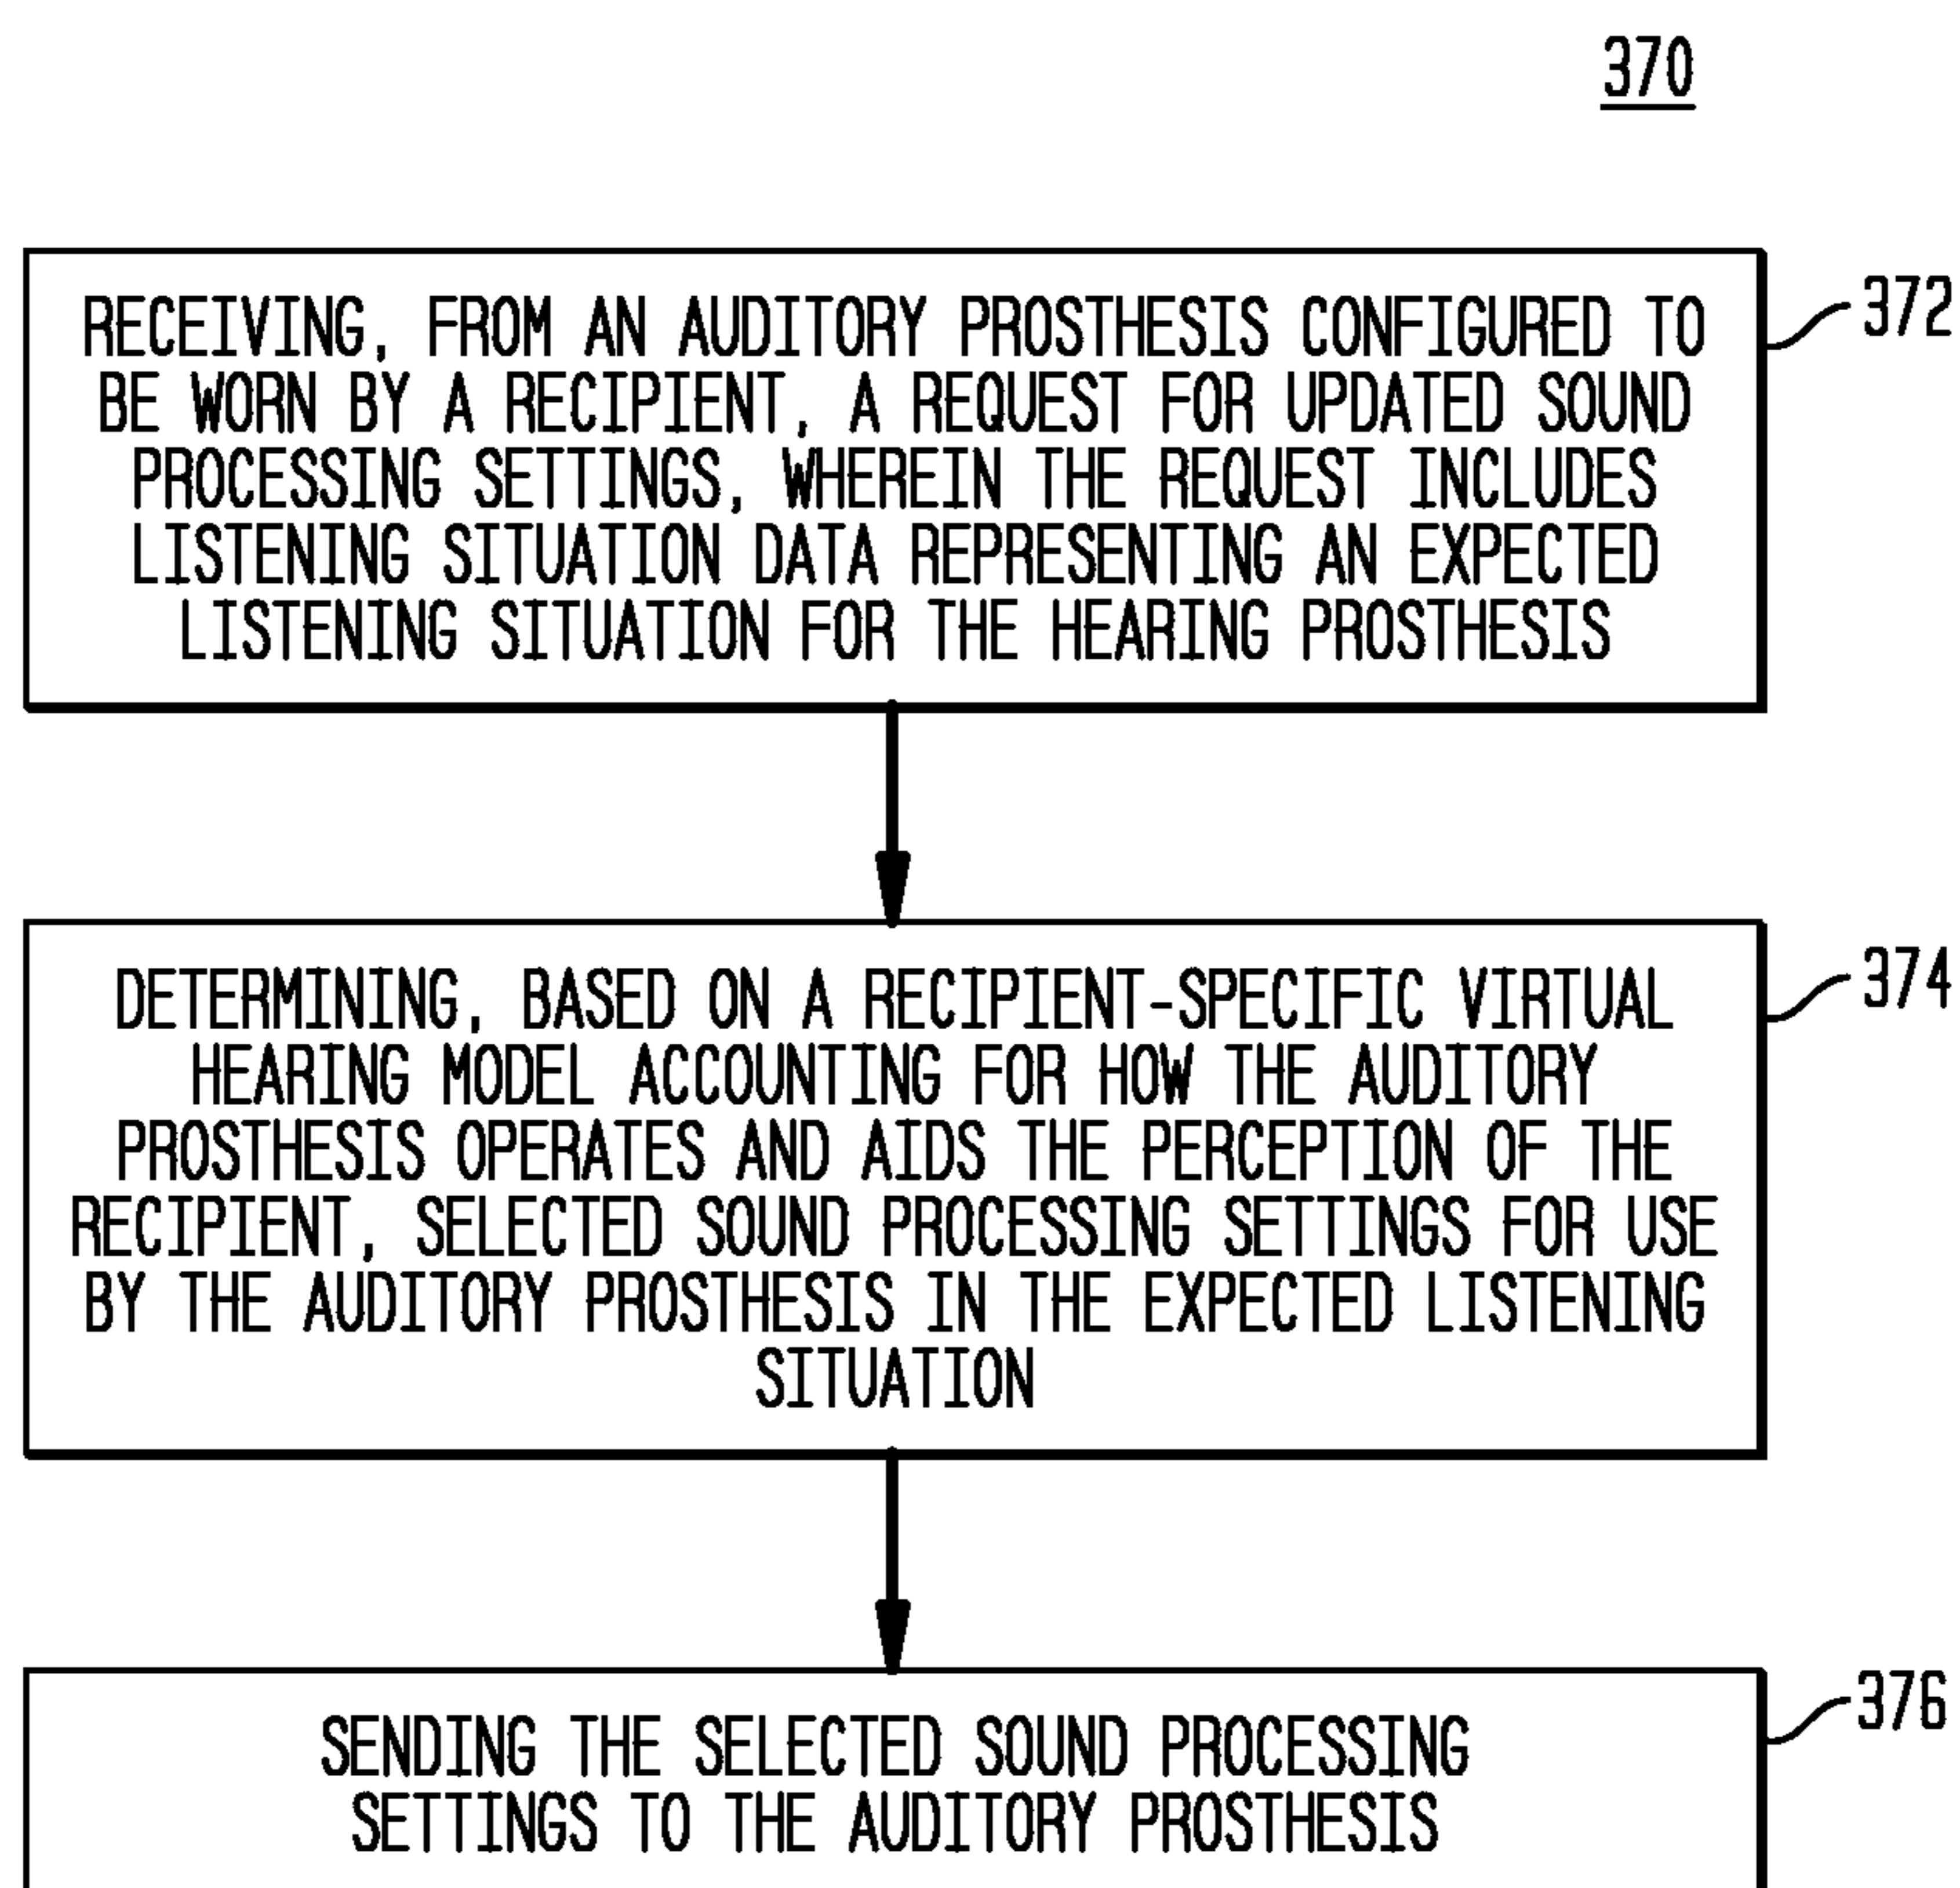 370
RECEIVING, FROM AN AUDITORY PROSTHESIS CONFIGURED TO
BE WORN BY A RECIPIENT, A REQUEST FOR UPDATED SOUND
PROCESSING SETTINGS, WHEREIN THE REQUEST INCLUDES
LISTENING SITUATION DATA REPRESENTING AN EXPECTED
LISTENING SITUATION FOR THE HEARING PROSTHESIS
372
DETERMINING, BASED ON A RECIPIENT-SPECIFIC VIRTUAL
HEARING MODEL ACCOUNTING FOR HOW THE AUDITORY
PROSTHESIS OPERATES AND AIDS THE PERCEPTION OF THE
RECIPIENT, SELECTED SOUND PROCESSING SETTINGS FOR USE
BY THE AUDITORY PROSTHESIS IN THE EXPECTED LISTENING
SITUATION
374
SENDING THE SELECTED SOUND PROCESSING
SETTINGS TO THE AUDITORY PROSTHESIS
376